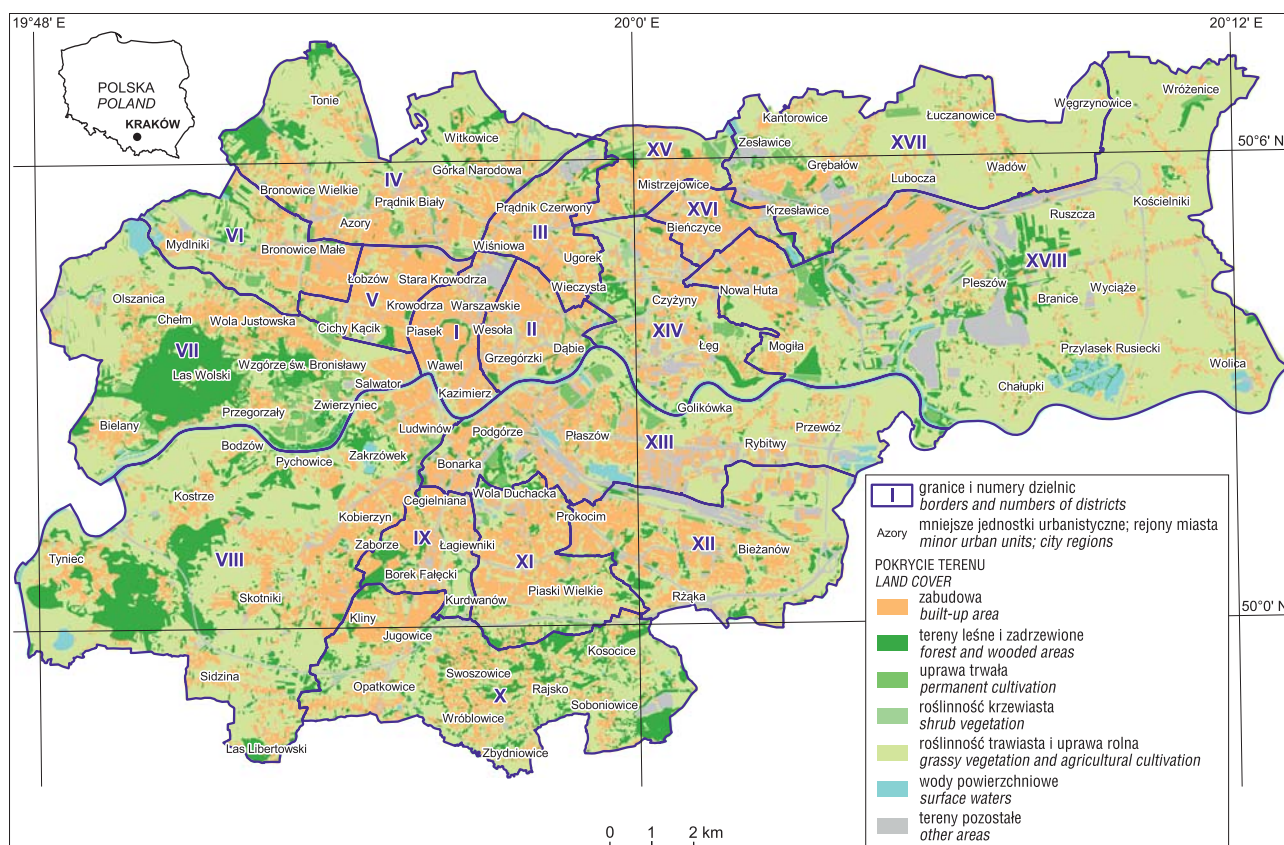 19°48' E
20°0' E
20°12' E
POLSKA
POLAND
KRAKÓW
50°6' N
50°0' N
Tonie
Witkowice
Górka Narodowa
IV
Bronowice Wielkie
Prądnik Biały
Azory
Prądnik Czerwony
III
Wiśniowa
Ugorek
Wieczysta
XV
Mistrzejowice
XVI
Bieńczyce
Kantorowice
Zesławice
Łuczanowice
XVII
Grębałów
Wadów
Lubocza
Krzesławice
Węgrzynowice
Wróżenice
Kościelniki
Ruszcza
XVIII
Pleszów
Branice
Wyciąże
Przylasek Rusiecki
Wolica
Chałupki
VI
Mydlniki
Bronowice Małe
Łobzów
V
Stara Krowodrza
Krowodrza
Warszawskie
Cichy Kącik
Piasek
I
Wesoła
II
Grzegórzki
Dąbie
Wawel
Kazimierz
Czyżyny
Nowa Huta
XIV
Łęg
Mogiła
Olszanica
Chełm
Wola Justowska
VII
Las Wolski
Wzgórze św. Bronisławy
Salwator
Przegorzały
Zwierzyniec
Bielany
Bodzów
Pychowice
Zakrzówek
Ludwinów
Podgórze
Płaszów
Golikówka
XIII
Rybitwy
Przewóz
Bonarka
Kostrze
Cegielniana
Wola Duchacka
Kobierzyn
Prokocim
IX
Zaborze
Łagiewniki
XII
Bieżanów
VIII
Tyniec
XI
Borek Fałęcki
Piaski Wielkie
Skotniki
Kurdwanów
Rżąka
Kliny
Jugowice
Kosocice
Sidzina
Opatkowice
Swoszowice
X
Rajsko
Soboniowice
Wróblowice
Las Libertowski
Zbydniowice
I
granice i numery dzielnic
borders and numbers of districts
Azory
mniejsze jednostki urbanistyczne; rejony miasta
minor urban units; city regions
POKRYCIE TERENU
LAND COVER
zabudowa
built-up area
tereny leśne i zadrzewione
forest and wooded areas
uprawa trwała
permanent cultivation
roślinność krzewiasta
shrub vegetation
roślinność trawiasta i uprawa rolna
grassy vegetation and agricultural cultivation
wody powierzchniowe
surface waters
tereny pozostałe
other areas
0 1 2 km